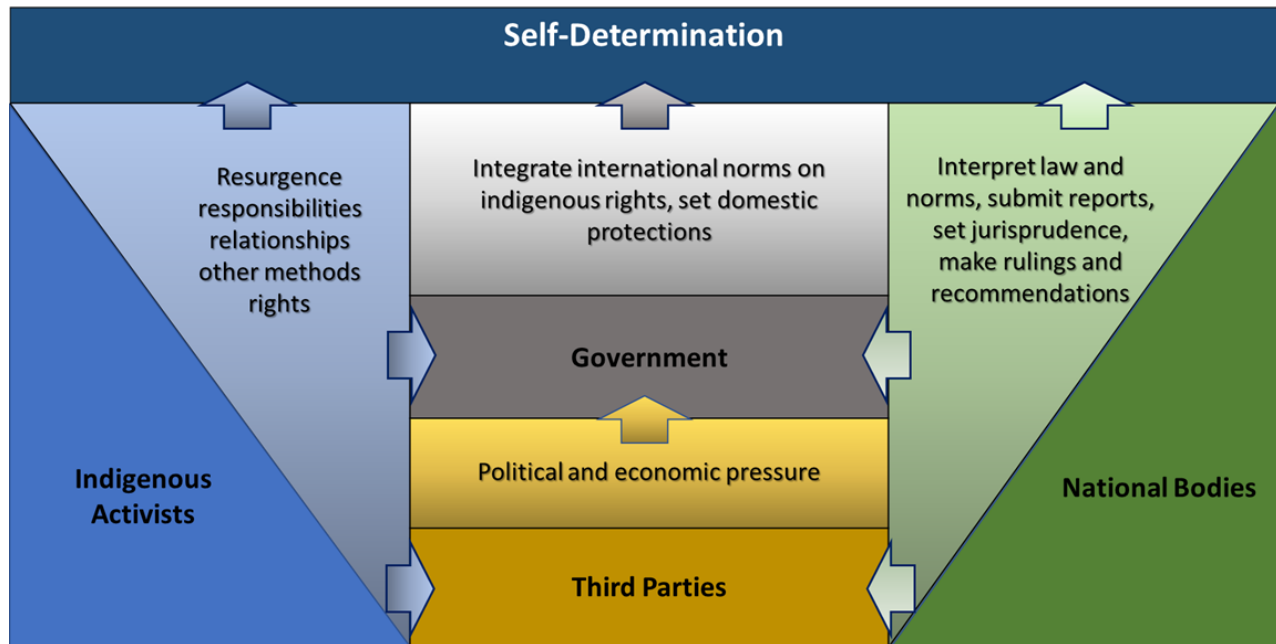 Self-Determination
Resurgence
responsibilities
relationships
other methods
rights
Integrate international norms on
indigenous rights, set domestic
protections
Interpret law and
norms, submit reports,
set jurisprudence,
make rulings and
recommendations
Government
Political and economic pressure
Indigenous
Activists
National Bodies
Third Parties